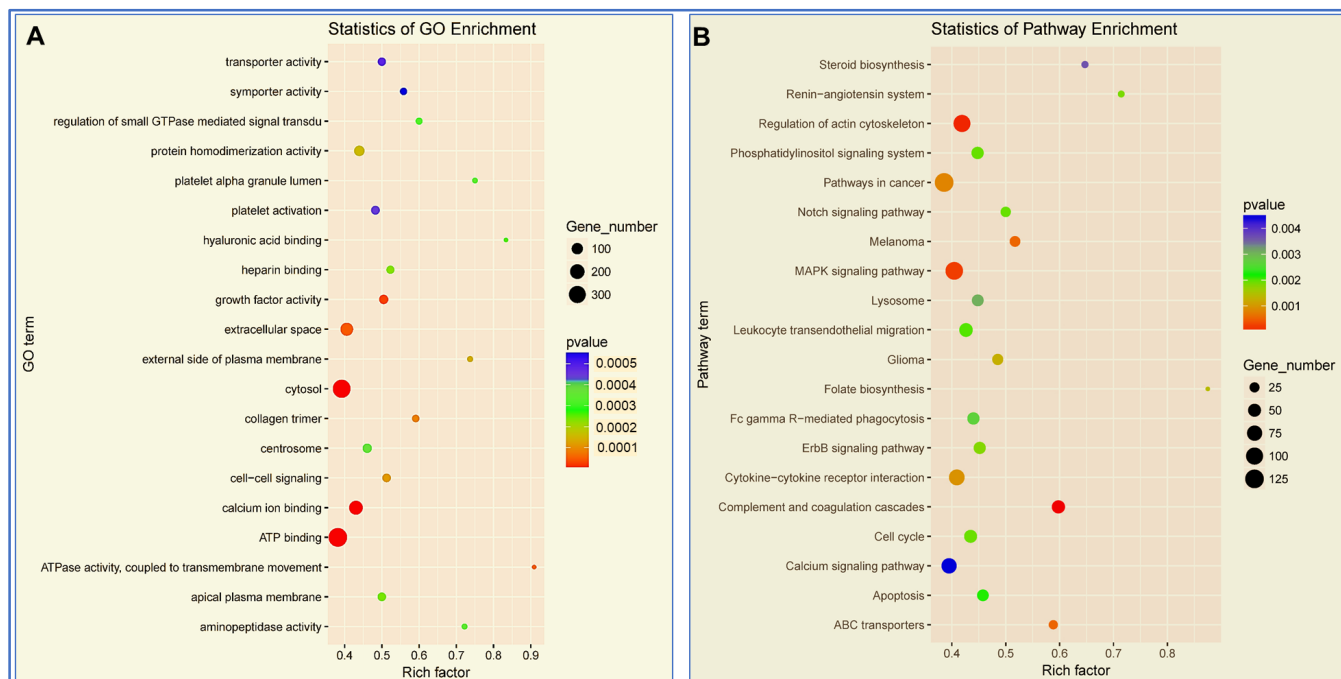 A
Statistics of GO Enrichment
GO term
transporter activity
symporter activity
regulation of small GTPase mediated signal transdu
protein homodimerization activity
platelet alpha granule lumen
platelet activation
hyaluronic acid binding
heparin binding
growth factor activity
extracellular space
external side of plasma membrane
cytosol
collagen trimer
centrosome
cell−cell signaling
calcium ion binding
ATP binding
ATPase activity, coupled to transmembrane movement
apical plasma membrane
aminopeptidase activity
0.4 0.5 0.6 0.7 0.8 0.9
Rich factor
Gene_number
100
200
300
pvalue
0.0005
0.0004
0.0003
0.0002
0.0001
B
Statistics of Pathway Enrichment
Pathway term
Steroid biosynthesis
Renin−angiotensin system
Regulation of actin cytoskeleton
Phosphatidylinositol signaling system
Pathways in cancer
Notch signaling pathway
Melanoma
MAPK signaling pathway
Lysosome
Leukocyte transendothelial migration
Glioma
Folate biosynthesis
Fc gamma R−mediated phagocytosis
ErbB signaling pathway
Cytokine−cytokine receptor interaction
Complement and coagulation cascades
Cell cycle
Calcium signaling pathway
Apoptosis
ABC transporters
0.4 0.5 0.6 0.7 0.8
Rich factor
pvalue
0.004
0.003
0.002
0.001
Gene_number
25
50
75
100
125